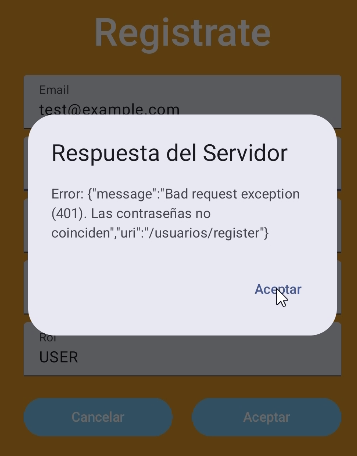 Registrate
Email
test@example.com
Respuesta del Servidor
Error: {"message":"Bad request exception
(401). Las contraseñas no
coinciden","uri":"/usuarios/register"}
Aceptar
Rol
USER
Cancelar
Aceptar